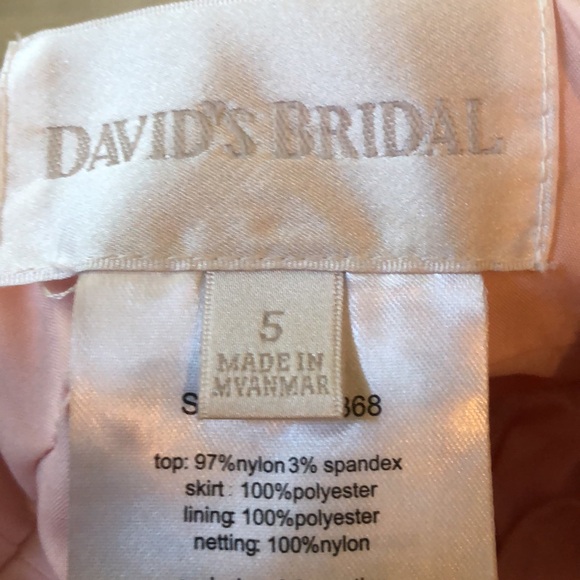 DAVID'S BRIDAL
5
MADE IN
MYANMAR
S 868
top: 97%nylon 3% spandex
skirt : 100%polyester
lining: 100%polyester
netting: 100%nylon